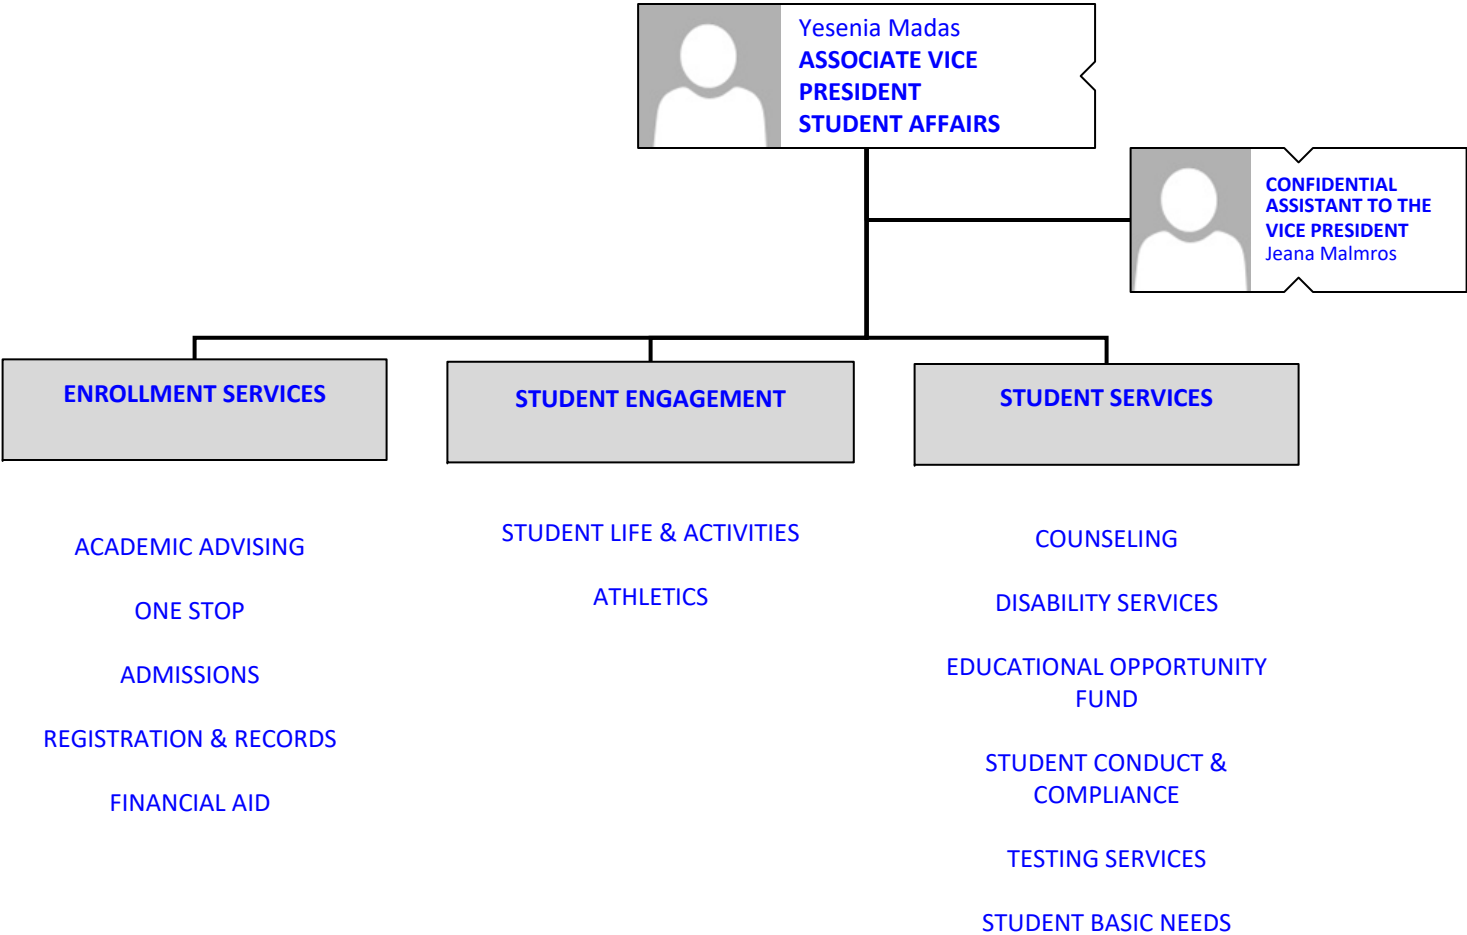 Yesenia Madas
ASSOCIATE VICE
PRESIDENT
STUDENT AFFAIRS
CONFIDENTIAL
ASSISTANT TO THE
VICE PRESIDENT
Jeana Malmros
ENROLLMENT SERVICES
ACADEMIC ADVISING
ONE STOP
ADMISSIONS
REGISTRATION & RECORDS
FINANCIAL AID
STUDENT ENGAGEMENT
STUDENT LIFE & ACTIVITIES
ATHLETICS
STUDENT SERVICES
COUNSELING
DISABILITY SERVICES
EDUCATIONAL OPPORTUNITY
FUND
STUDENT CONDUCT &
COMPLIANCE
TESTING SERVICES
STUDENT BASIC NEEDS